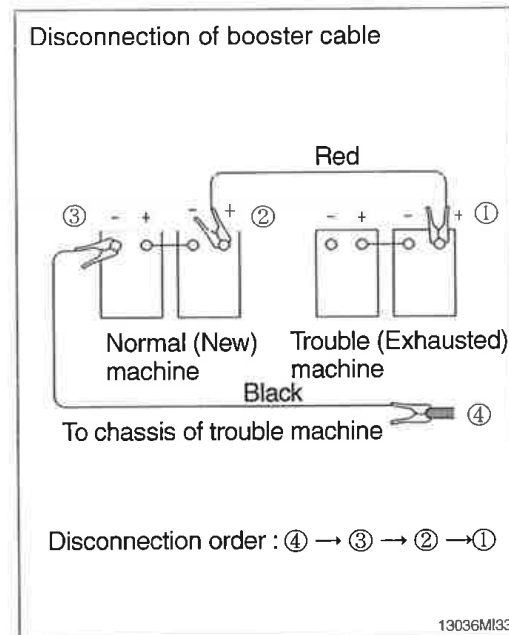 Disconnection of booster cable
Red
③ - + - + ② - + - + ①
Normal (New)
machine
Trouble (Exhausted)
machine
Black
To chassis of trouble machine ④
Disconnection order : ④ → ③ → ② → ①
13036MI33